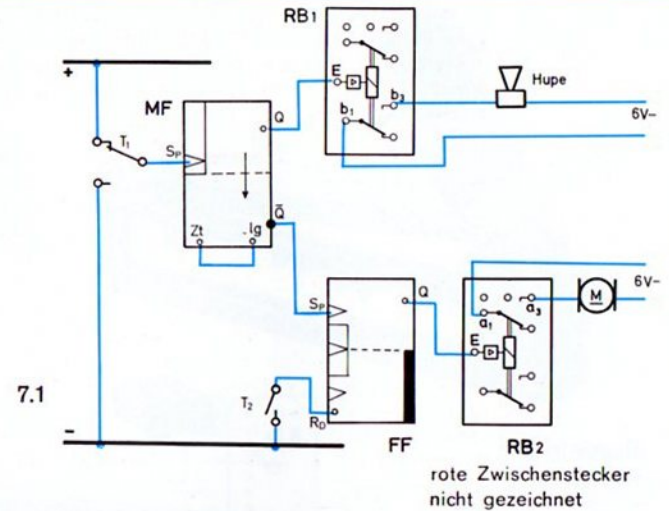 RB1
E
b3
b1
Hupe
6V–
+
T1
MF
Q
SP
Q̄
Zt
Ig
SP
Q
T2
RD
FF
E
a1
a3
M
6V–
RB2
7.1
–
rote Zwischenstecker
nicht gezeichnet